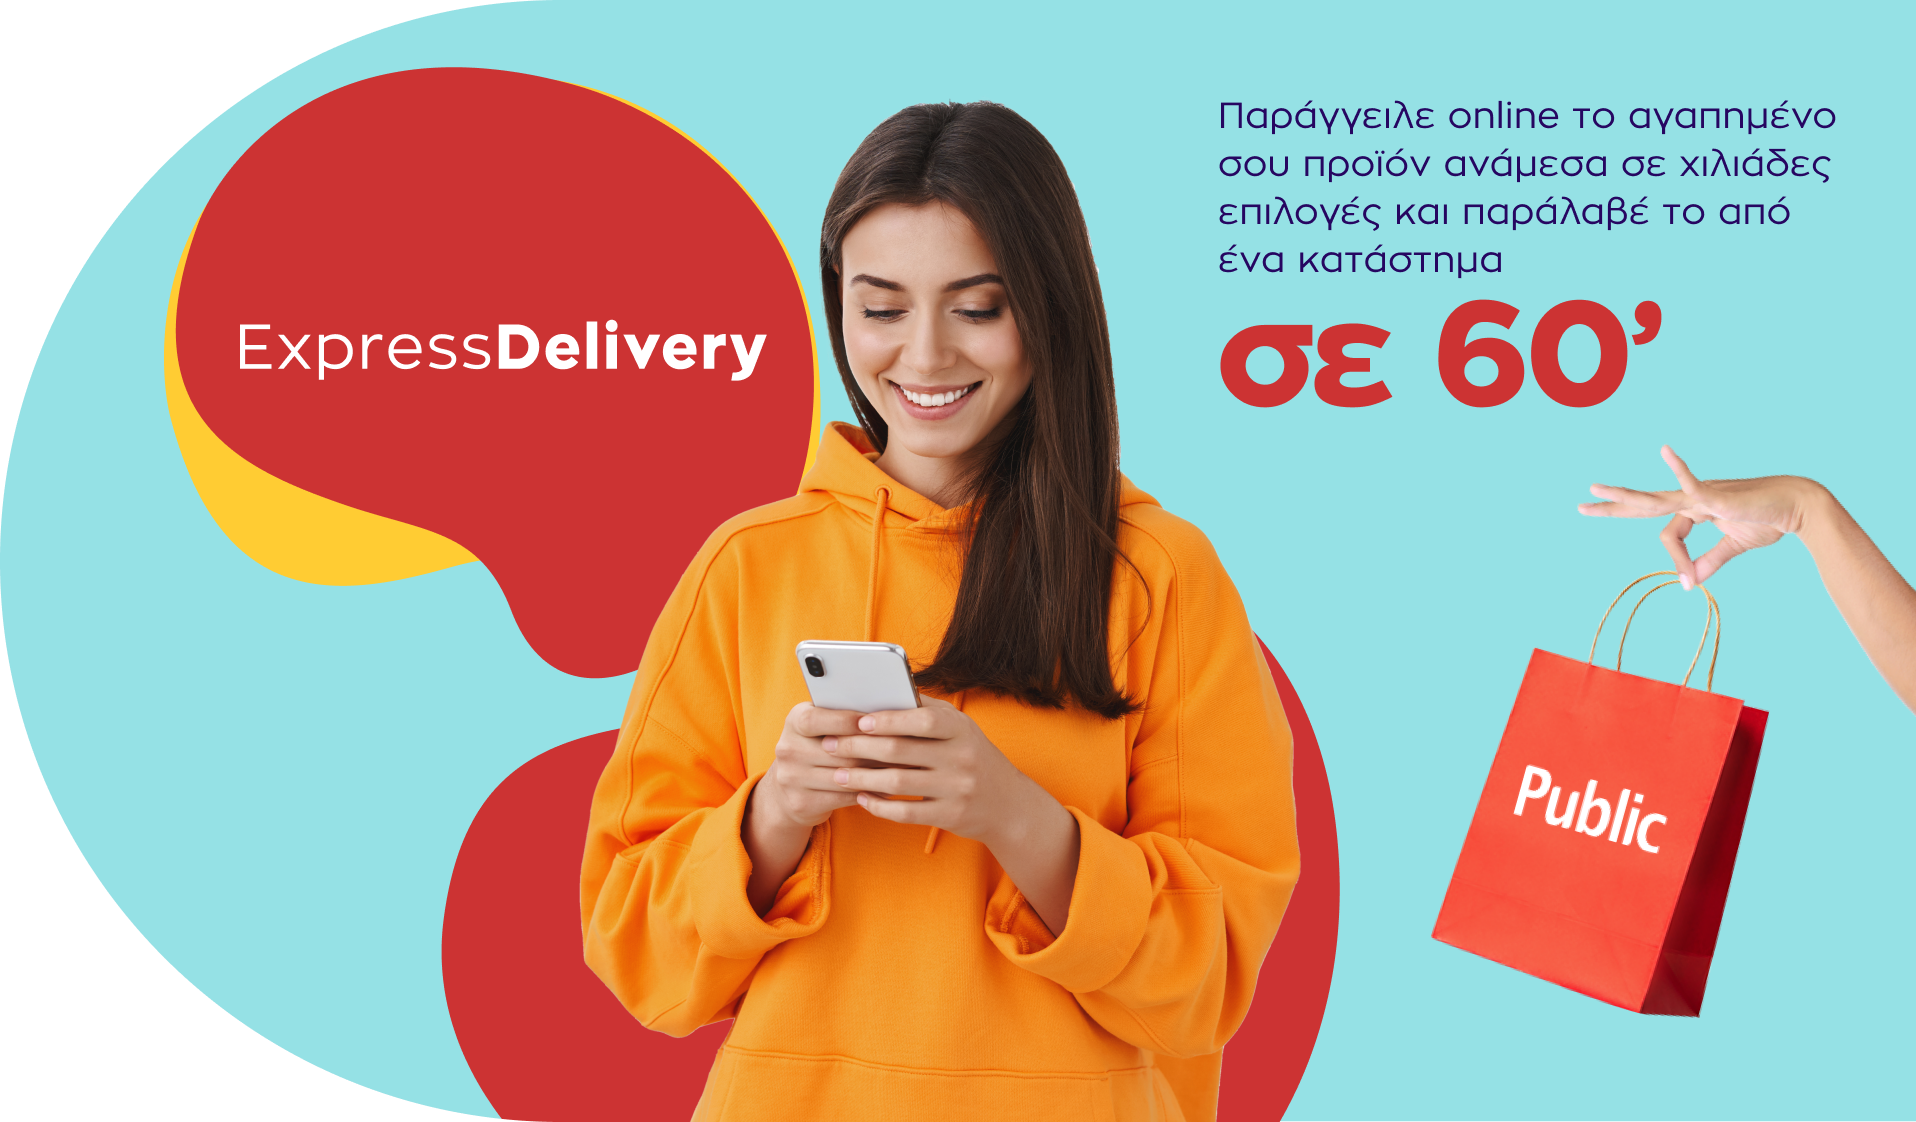 ExpressDelivery
Παράγγειλε online το αγαπημένο
σου προϊόν ανάμεσα σε χιλιάδες
επιλογές και παράλαβέ το από
ένα κατάστημα
σε 60’
Public